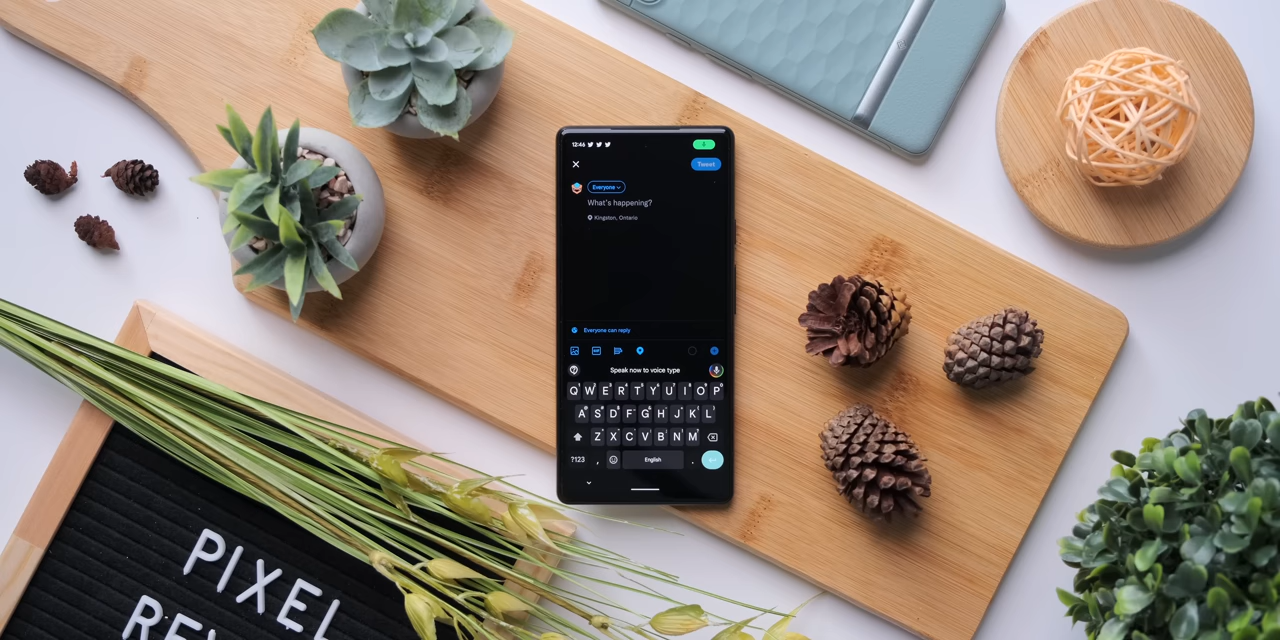 12:46
Tweet
Everyone
What's happening?
Kingston, Ontario
Everyone can reply
GIF
Speak now to voice type
Q W E R T Y U I O P
A S D F G H J K L
Z X C V B N M
?123 , English .
PIXEL